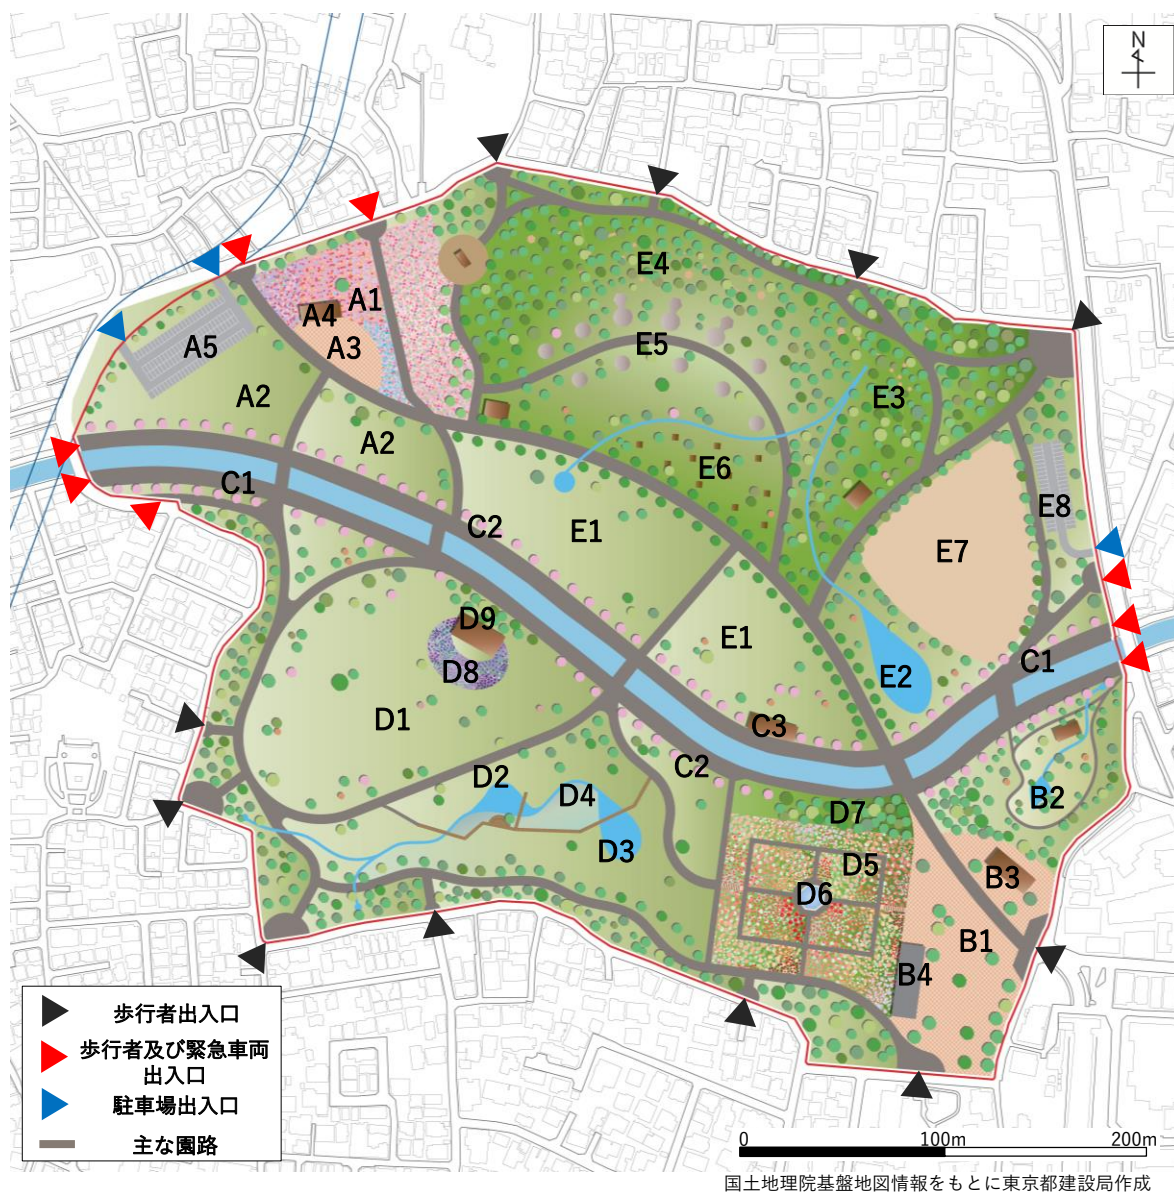 N
E4
A1
A4
A3
E5
A5
A2
E3
A2
E6
C1
C2
E1
E8
E7
D9
E1
D8
C1
E2
D1
C3
C2
D2
D4
B2
D7
D3
D5
D6
B3
B1
B4
歩行者出入口
歩行者及び緊急車両
出入口
駐車場出入口
主な園路
0 100m 200m
国土地理院基盤地図情報をもとに東京都建設局作成